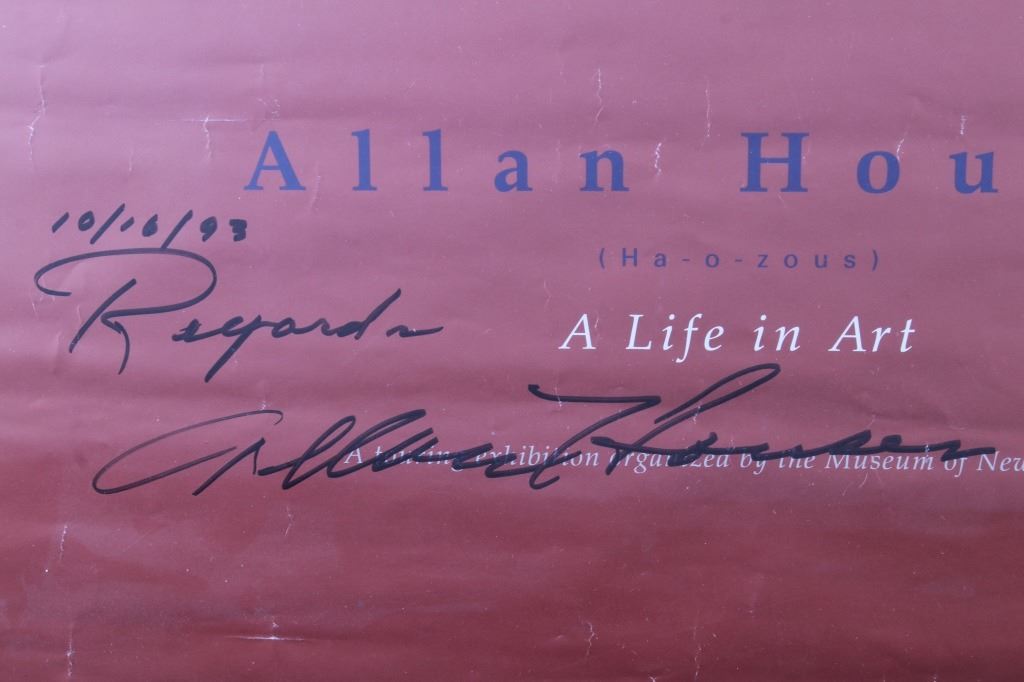 Allan Hou
10/16/93
(Ha-o-zous)
Regards
A Life in Art
Allan Houser
A touring exhibition organized by the Museum of New